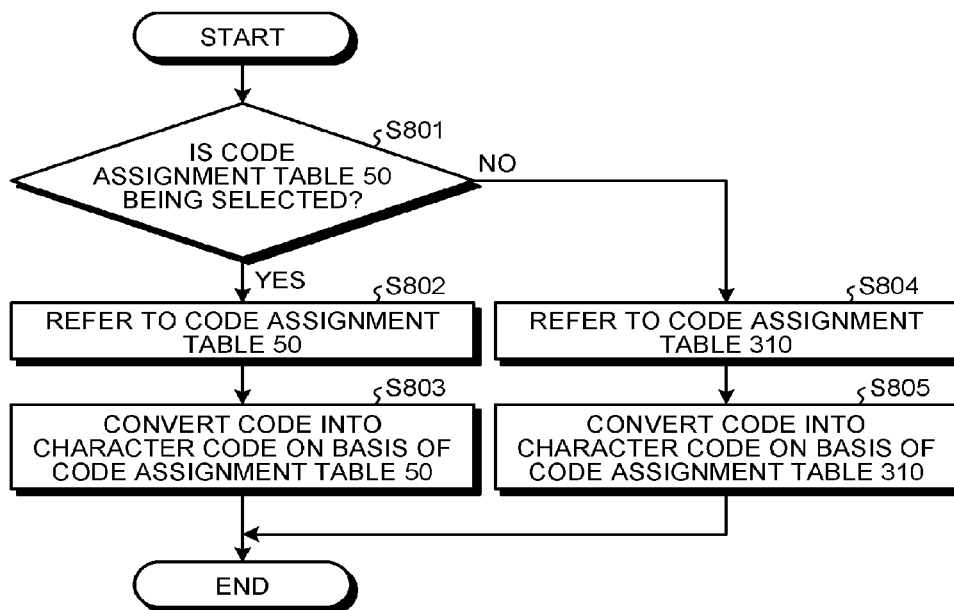 START
S801
IS CODE
ASSIGNMENT TABLE 50
BEING SELECTED?
NO
YES
S802
REFER TO CODE ASSIGNMENT
TABLE 50
S803
CONVERT CODE INTO
CHARACTER CODE ON BASIS OF
CODE ASSIGNMENT TABLE 50
S804
REFER TO CODE ASSIGNMENT
TABLE 310
S805
CONVERT CODE INTO
CHARACTER CODE ON BASIS OF
CODE ASSIGNMENT TABLE 310
END